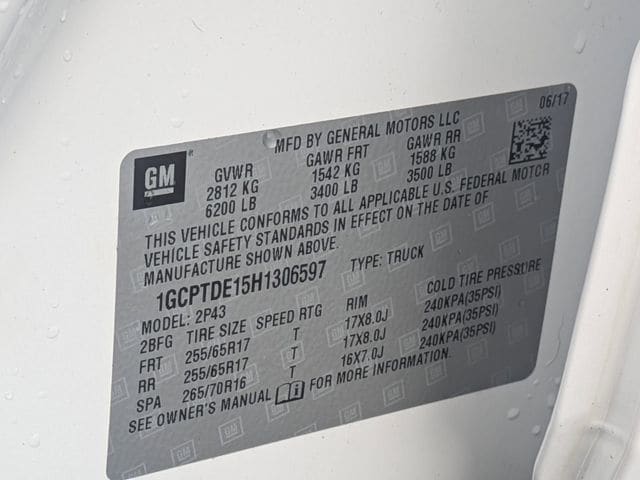 06/17
MFD BY GENERAL MOTORS LLC
GM
GVWR GAWR FRT GAWR RR
2812 KG 1542 KG 1588 KG
6200 LB 3400 LB 3500 LB
THIS VEHICLE CONFORMS TO ALL APPLICABLE U.S. FEDERAL MOTOR
VEHICLE SAFETY STANDARDS IN EFFECT ON THE DATE OF
MANUFACTURE SHOWN ABOVE.
1GCPTDE15H1306597 TYPE: TRUCK
MODEL: 2P43
2BFG TIRE SIZE SPEED RTG RIM COLD TIRE PRESSURE
FRT 255/65R17 T 17X8.0J 240KPA(35PSI)
RR 255/65R17 T 17X8.0J 240KPA(35PSI)
SPA 265/70R16 T 16X7.0J 240KPA(35PSI)
SEE OWNER'S MANUAL FOR MORE INFORMATION.